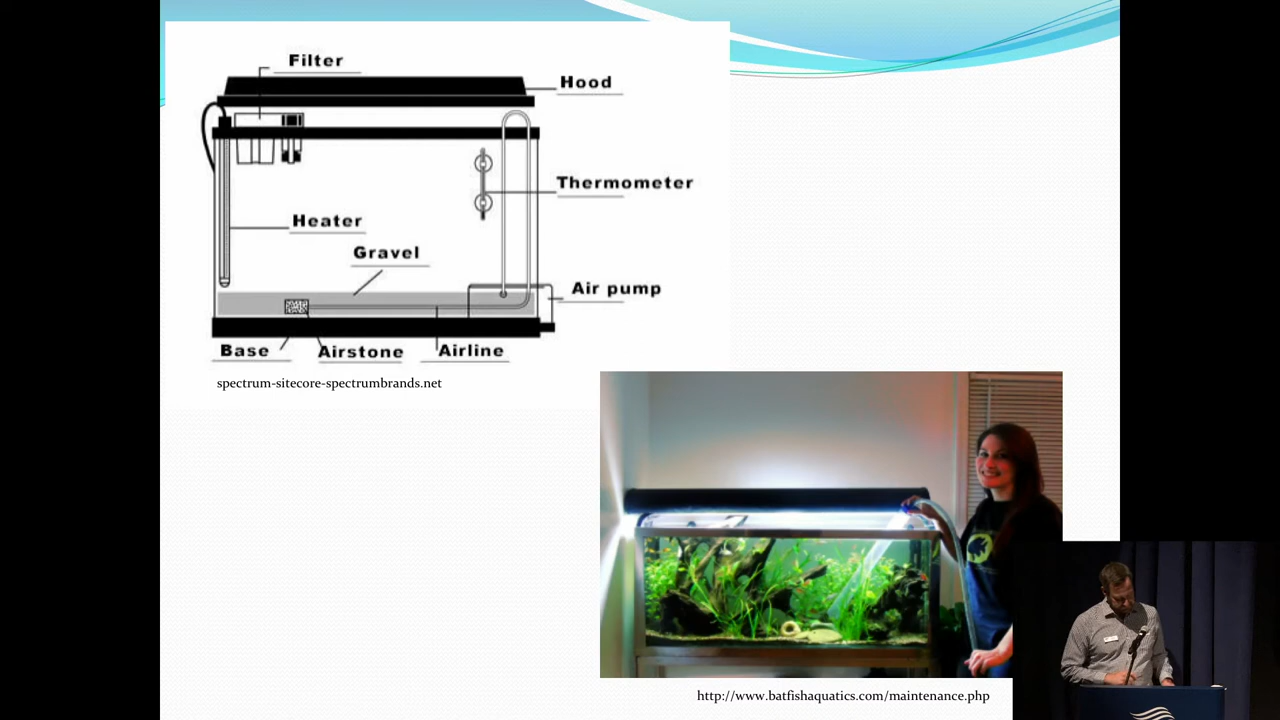 Filter
Hood
Thermometer
Heater
Gravel
Air pump
Base
Airstone
Airline
spectrum-sitecore-spectrumbrands.net
http://www.batfishaquatics.com/maintenance.php